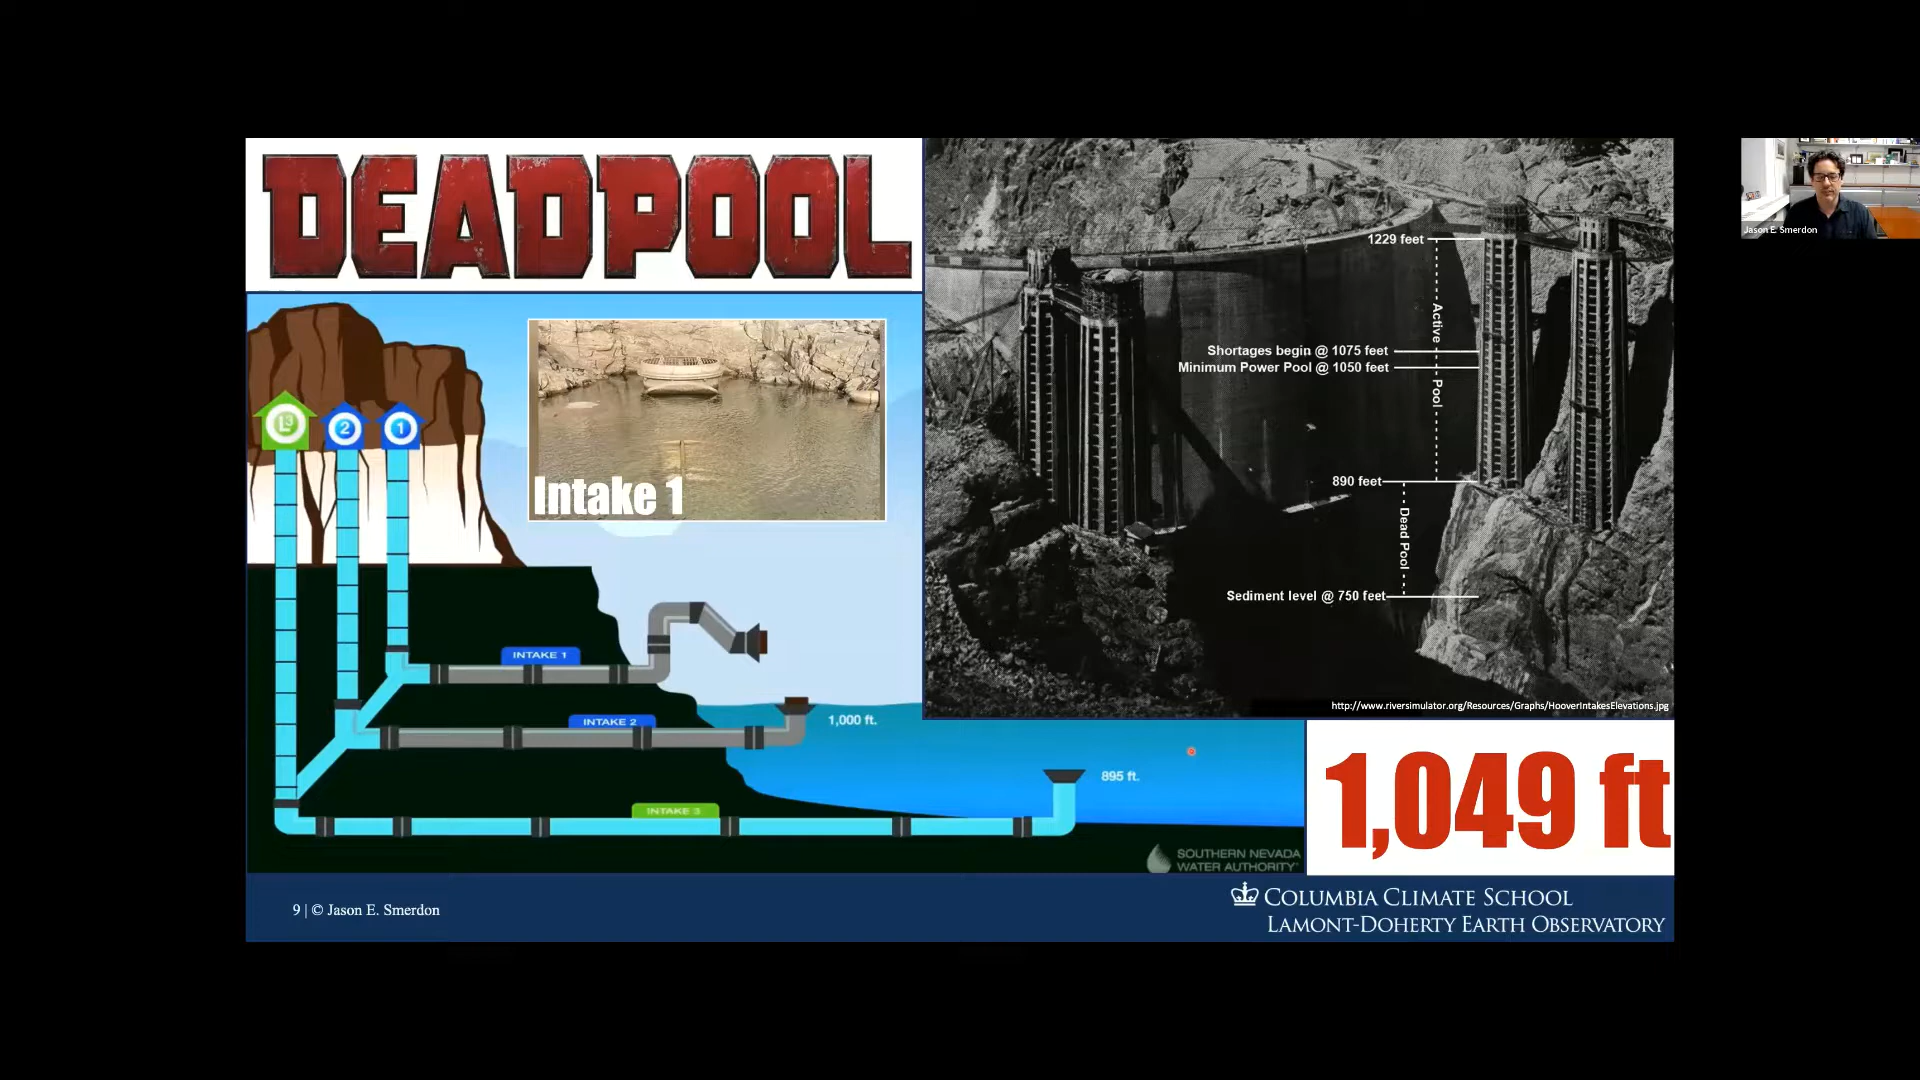 DEADPOOL
L3
2
1
Intake 1
INTAKE 1
INTAKE 2
1,000 ft.
INTAKE 3
895 ft.
SOUTHERN NEVADA
WATER AUTHORITY
1229 feet
Active Pool
Shortages begin @ 1075 feet
Minimum Power Pool @ 1050 feet
890 feet
Dead Pool
Sediment level @ 750 feet
http://www.riversimulator.org/Resources/Graphs/HooverIntakesElevations.jpg
1,049 ft
9 | © Jason E. Smerdon
COLUMBIA CLIMATE SCHOOL
LAMONT-DOHERTY EARTH OBSERVATORY
Jason E. Smerdon